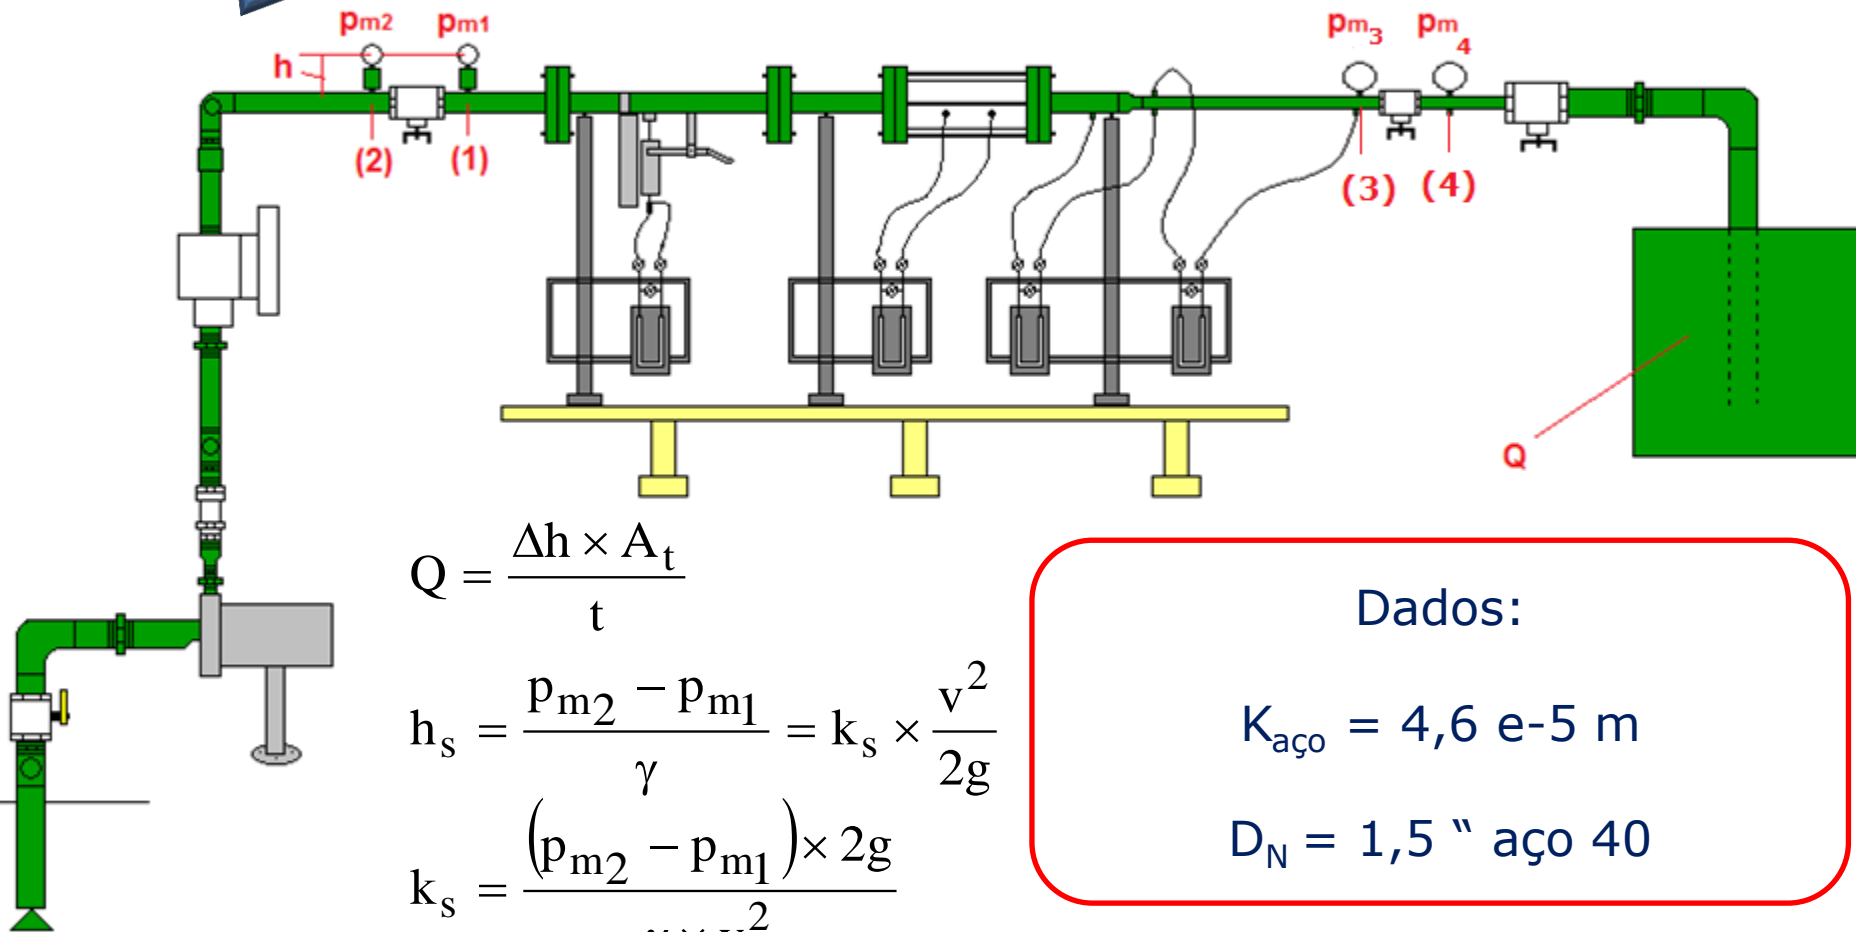 pm2 pm1 pm3 pm4
h
(2) (1) (3) (4)
Q
Q = Δh × At / t
hs = pm2 − pm1 / γ = ks × v² / 2g
ks = (pm2 − pm1) × 2g / γ × v²
Dados:
Kaço = 4,6 e-5 m
DN = 1,5 “ aço 40